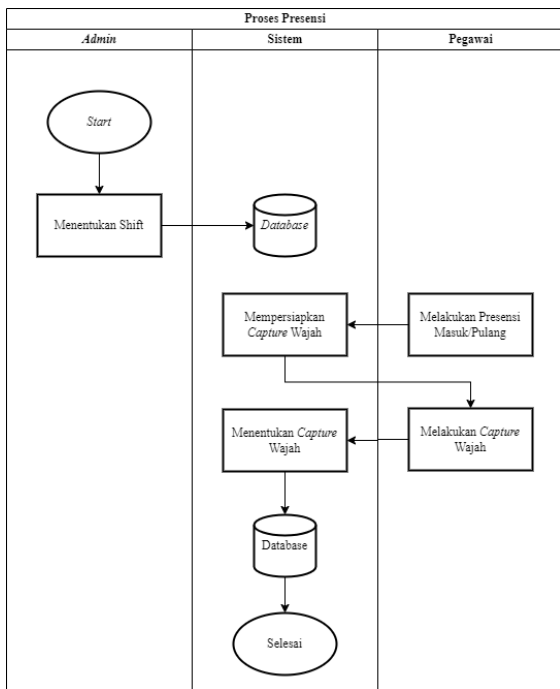 Proses Presensi
Admin
Sistem
Pegawai
Start
Menentukan Shift
Database
Mempersiapkan
Capture Wajah
Melakukan Presensi
Masuk/Pulang
Menentukan Capture
Wajah
Melakukan Capture
Wajah
Database
Selesai